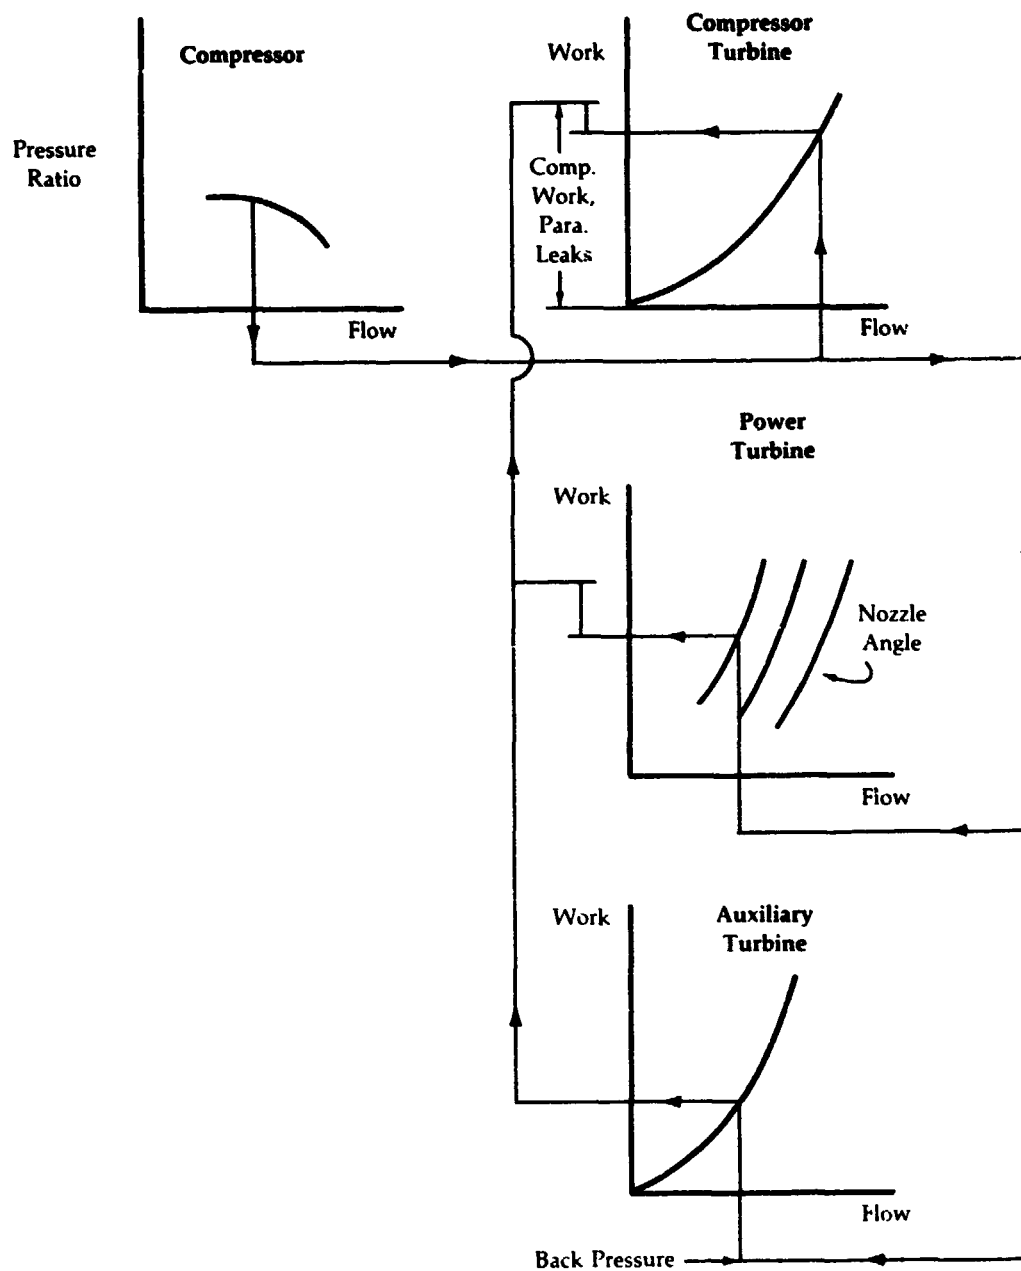 Compressor
Pressure
Ratio
Flow
Compressor
Turbine
Work
Comp.
Work,
Para.
Leaks
Flow
Power
Turbine
Work
Nozzle
Angle
Flow
Auxiliary
Turbine
Work
Flow
Back Pressure